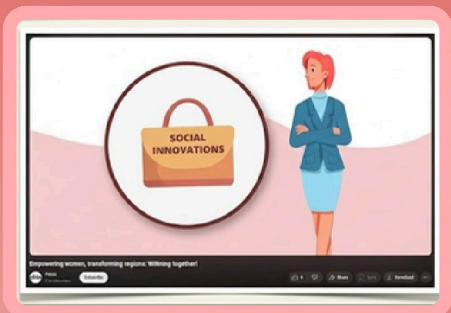 SOCIAL
INNOVATIONS
Empowering women, transforming regions: WiNning together!
Subscribe
Share
Download